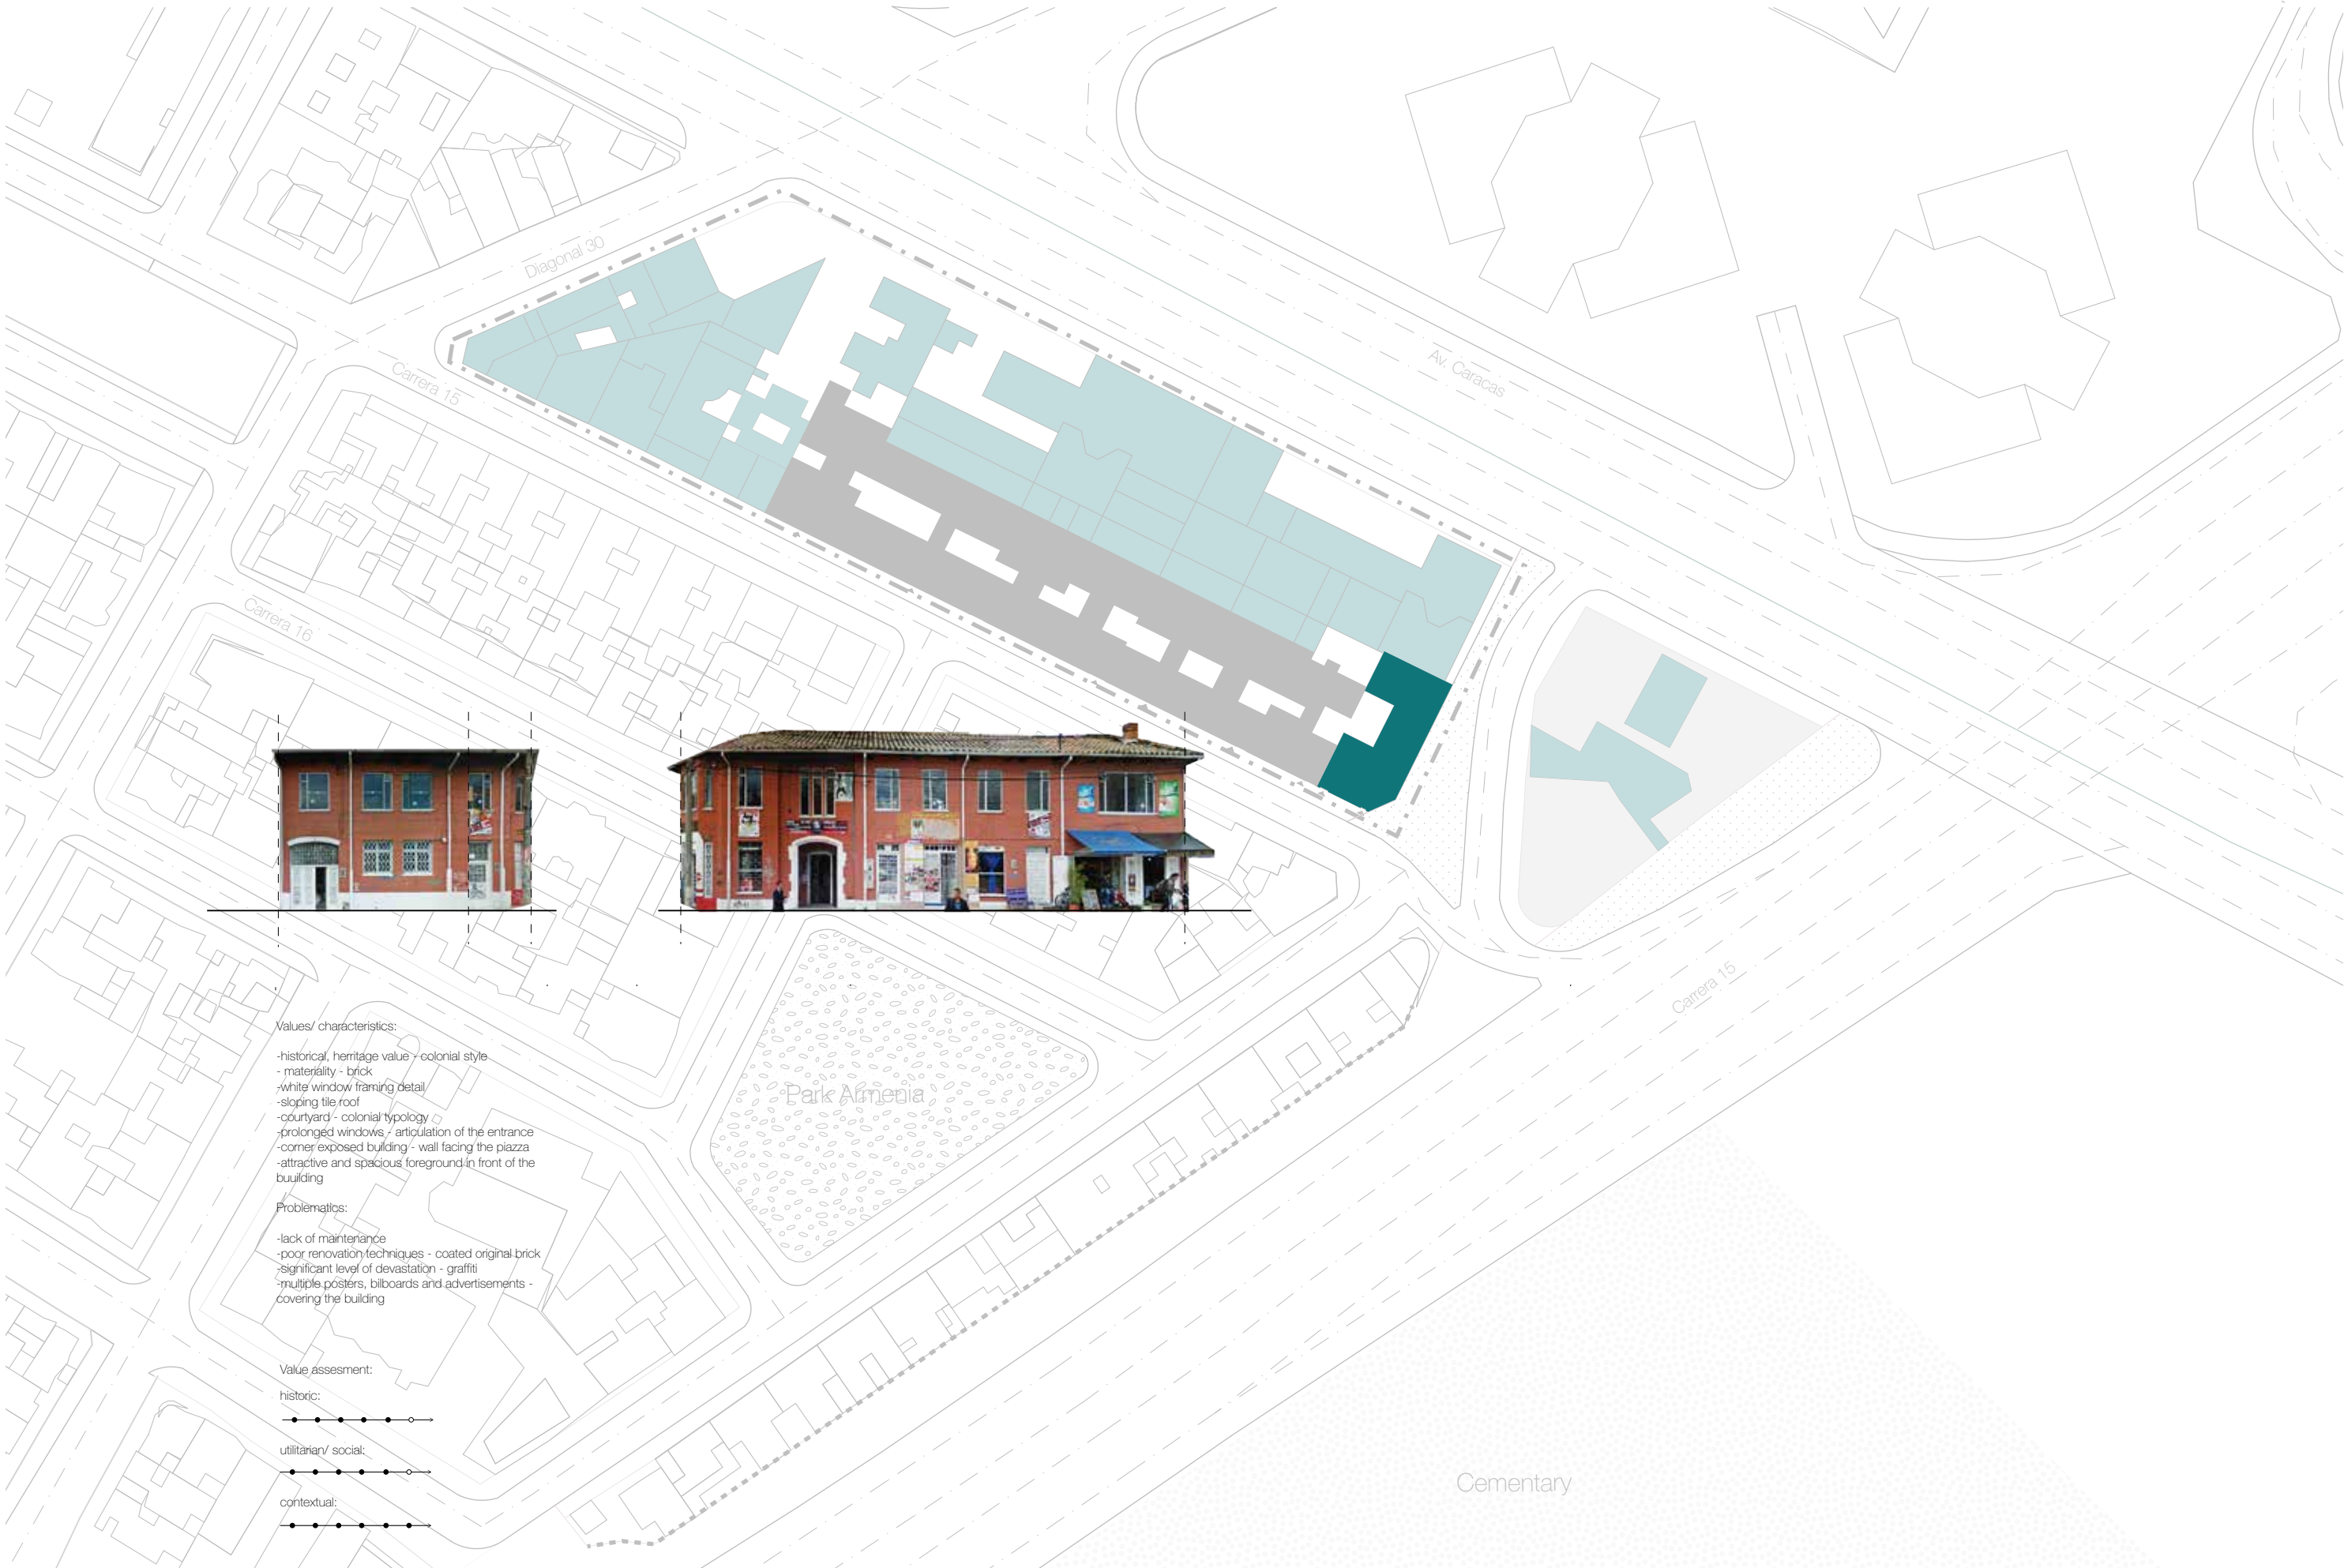 Diagonal 30
Carrera 15
Av. Caracas
Carrera 16
Carrera 15
Park Armenia
Cementary
Values/ characteristics:
-historical, herritage value - colonial style
- materiality - brick
-white window framing detail
-sloping tile roof
-courtyard - colonial typology
-prolonged windows - articulation of the entrance
-corner exposed building - wall facing the piazza
-attractive and spacious foreground in front of the
buuilding
Problematics:
-lack of maintenance
-poor renovation techniques - coated original brick
-significant level of devastation - graffiti
-multiple posters, bilboards and advertisements -
covering the building
Value assesment:
historic:
utilitarian/ social:
contextual: